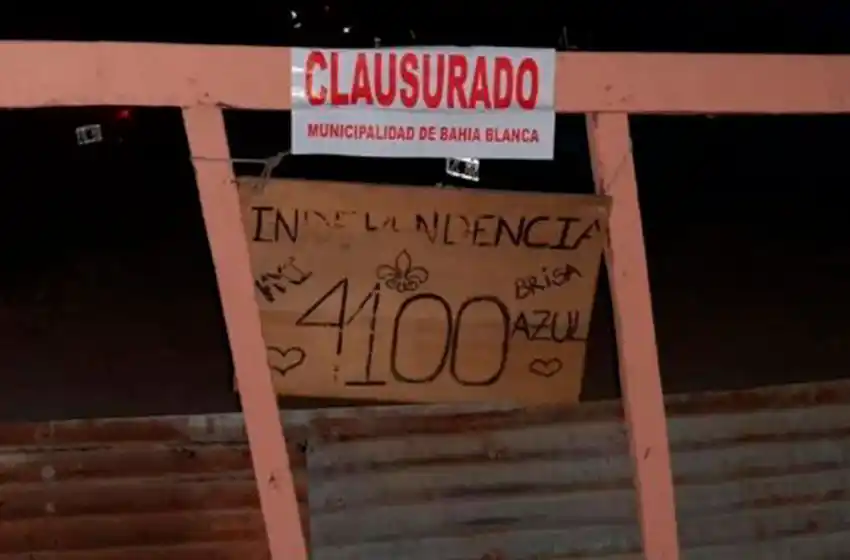 CLAUSURADO
MUNICIPALIDAD DE BAHIA BLANCA
INDEPENDENCIA
4100
BRISA
AZUL